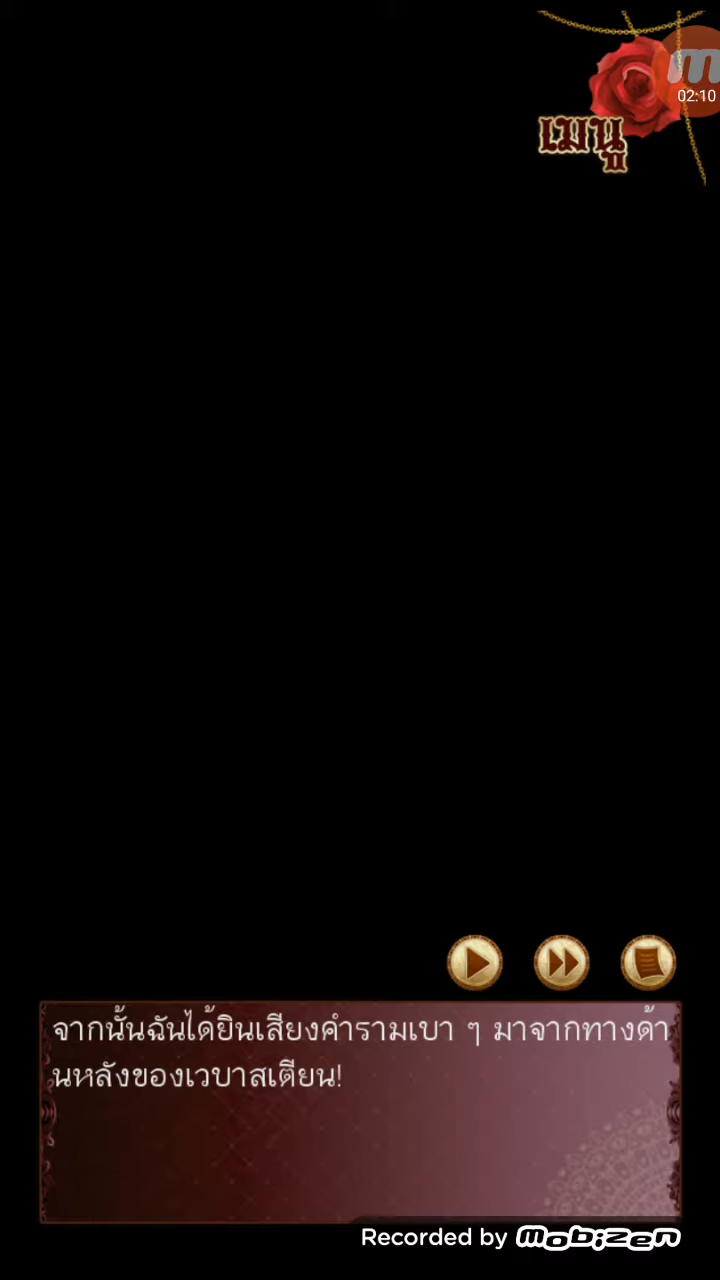 02:10
เมนู
จากนั้นฉันได้ยินเสียงคำรามเบา ๆ มาจากทางด้า
นหลังของเวบาสเตียน!
Recorded by mobizen